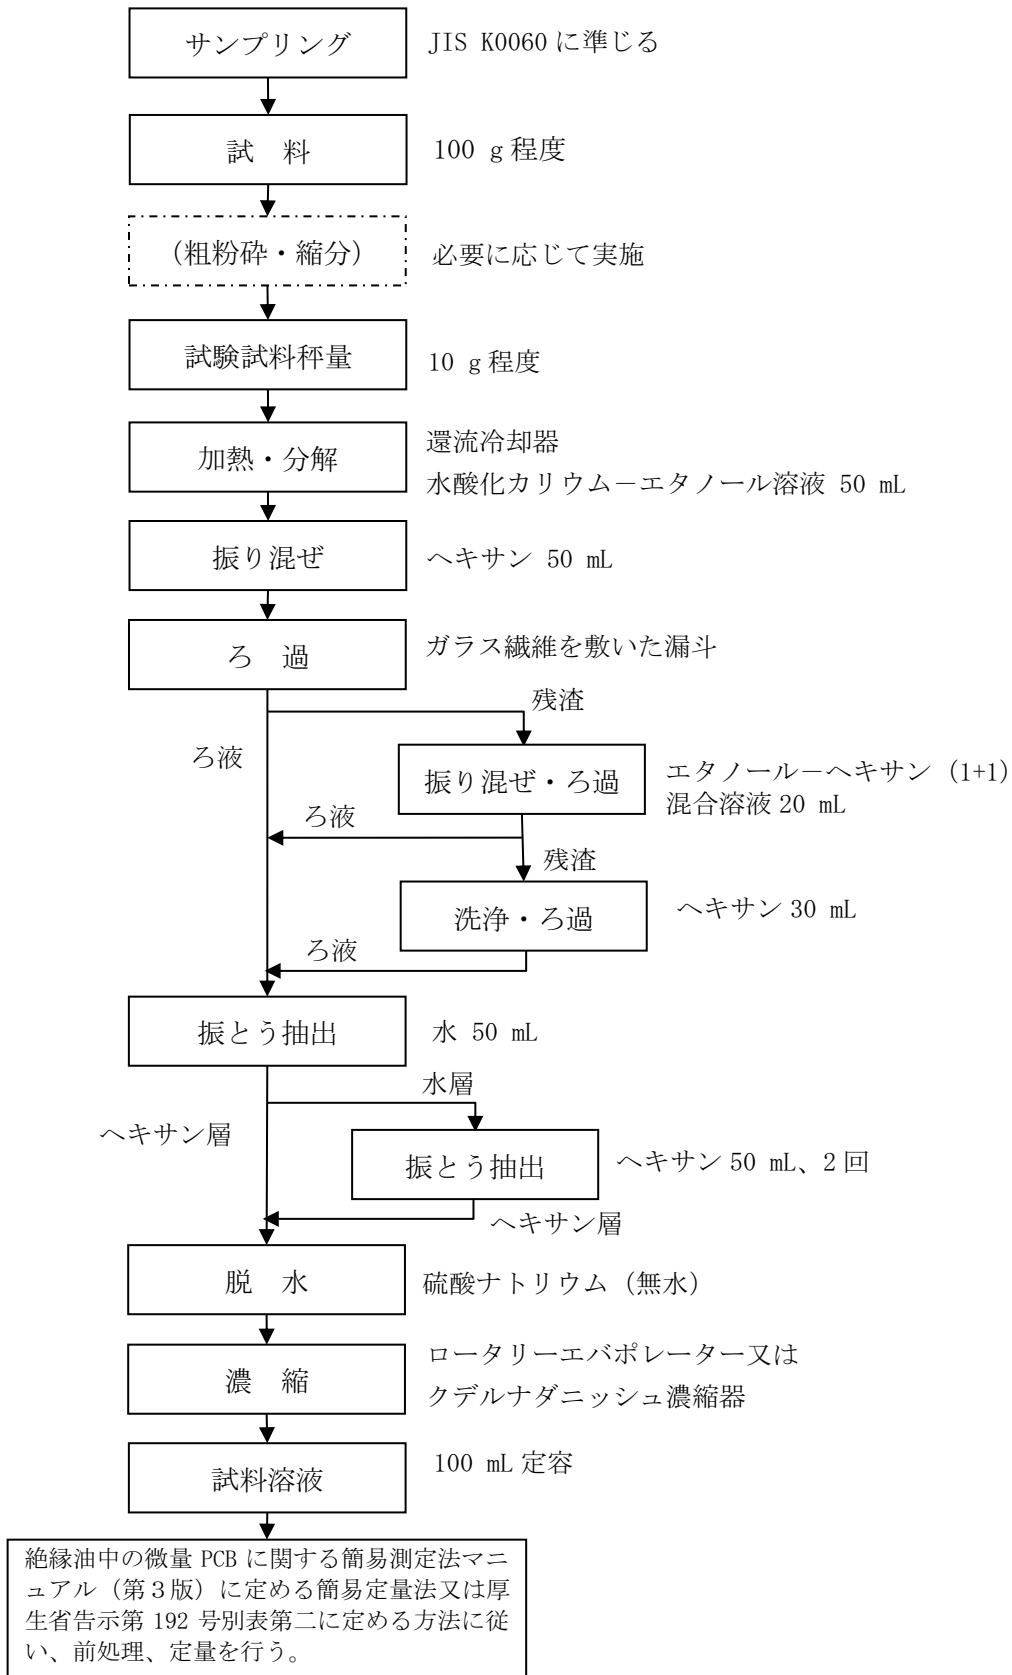 サンプリング
JIS K0060 に準じる
試　料
100 g 程度
(粗粉砕・縮分)
必要に応じて実施
試験試料秤量
10 g 程度
加熱・分解
還流冷却器
水酸化カリウム－エタノール溶液 50 mL
振り混ぜ
ヘキサン 50 mL
ろ　過
ガラス繊維を敷いた漏斗
残渣
ろ液
振り混ぜ・ろ過
エタノール－ヘキサン (1+1)
混合溶液 20 mL
ろ液
残渣
洗浄・ろ過
ヘキサン 30 mL
ろ液
振とう抽出
水 50 mL
水層
ヘキサン層
振とう抽出
ヘキサン 50 mL、2 回
ヘキサン層
脱　水
硫酸ナトリウム (無水)
濃　縮
ロータリーエバポレーター又は
クデルナダニッシュ濃縮器
試料溶液
100 mL 定容
絶縁油中の微量 PCB に関する簡易測定法マニ
ュアル（第３版）に定める簡易定量法又は厚
生省告示第 192 号別表第二に定める方法に従
い、前処理、定量を行う。